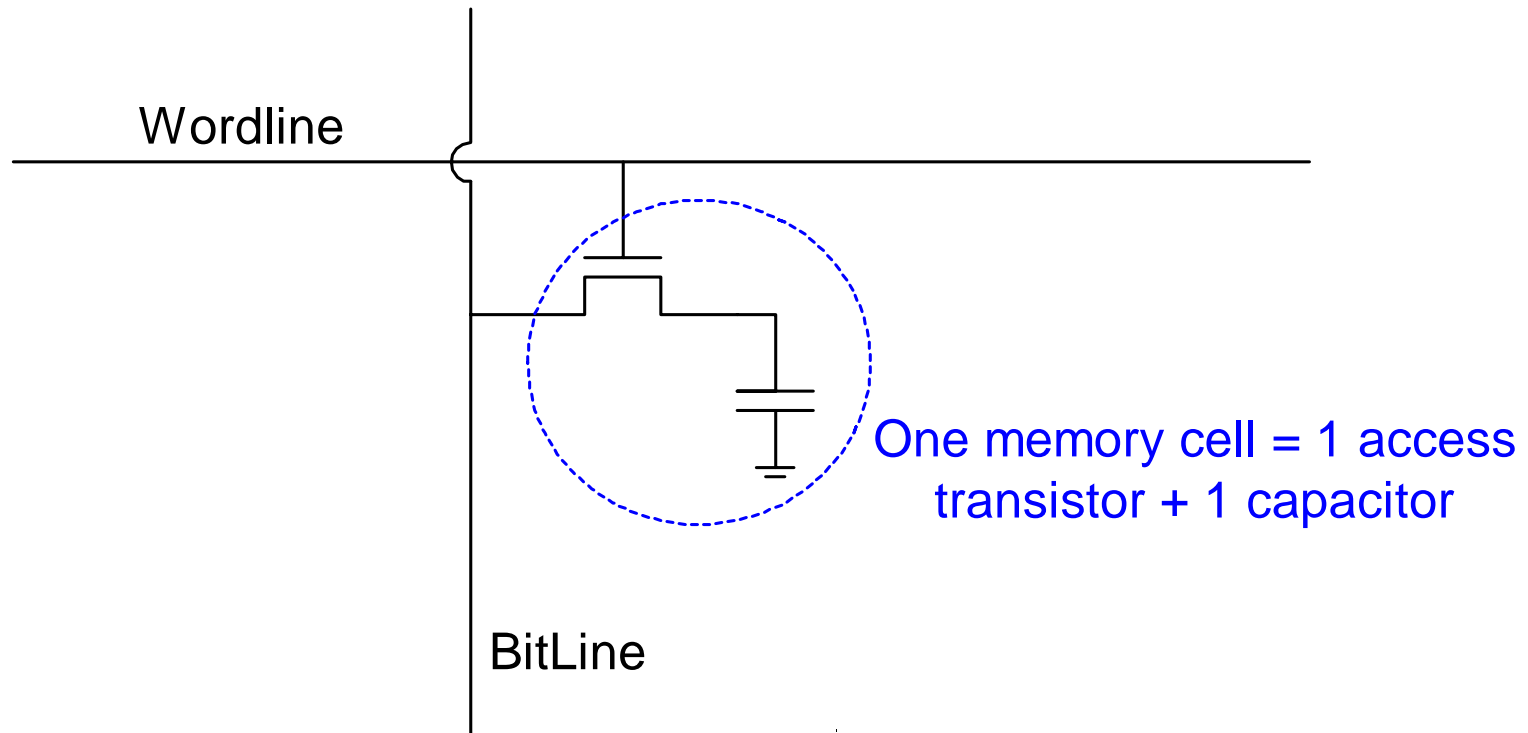 Wordline
One memory cell = 1 access
transistor + 1 capacitor
BitLine